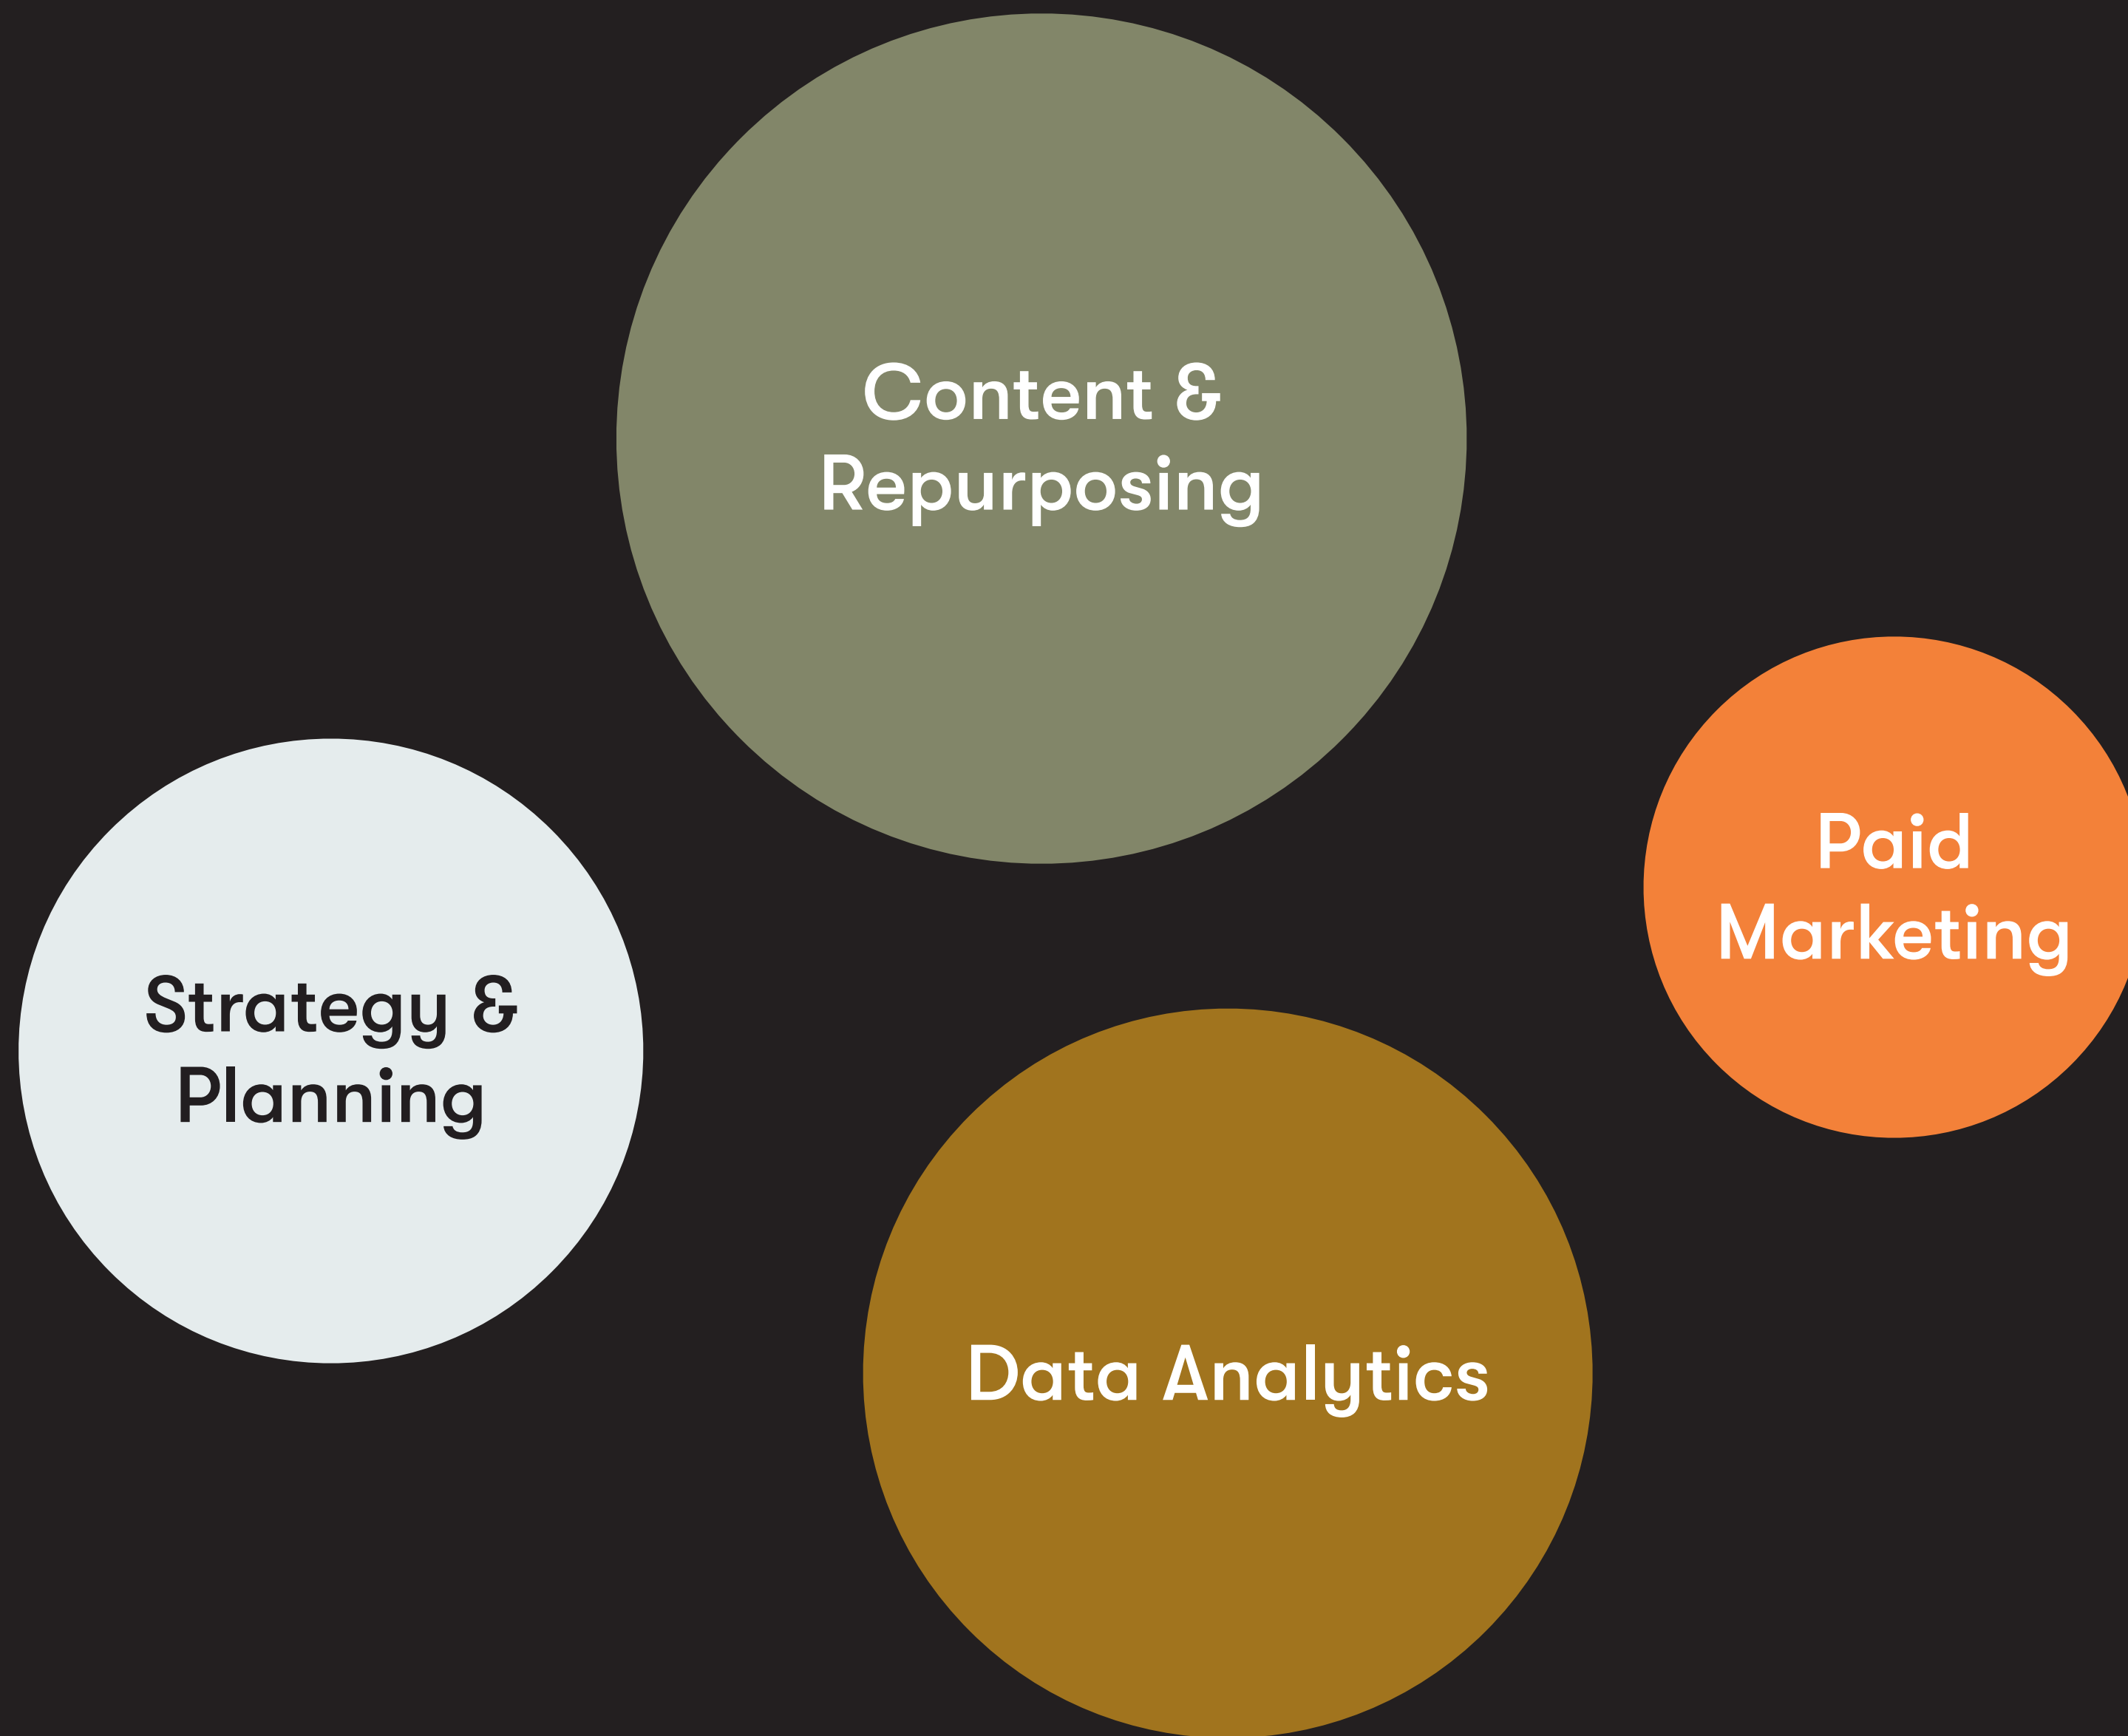 Content &
Repurposing
Paid
Marketing
Strategy &
Planning
Data Analytics